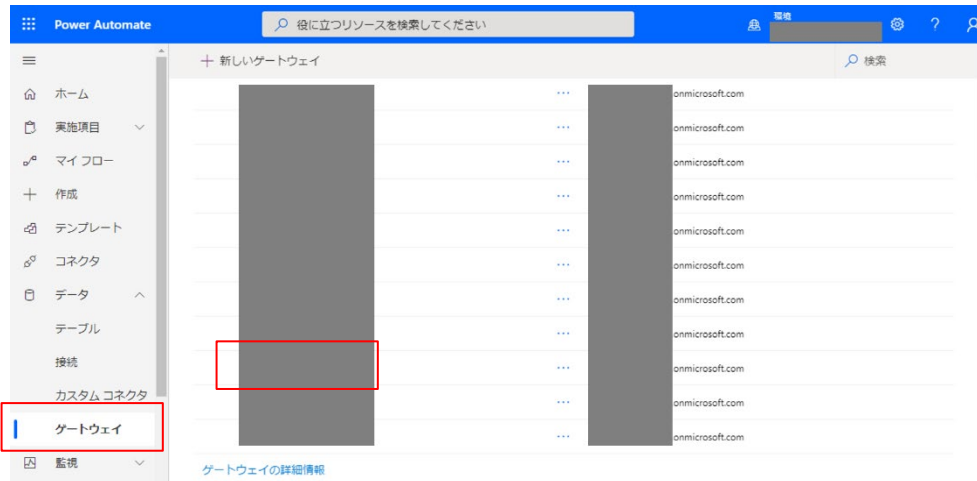 Power Automate
役に立つリソースを検索してください
環境
?
+ 新しいゲートウェイ
検索
ホーム
実施項目
マイ フロー
作成
テンプレート
コネクタ
データ
テーブル
接続
カスタム コネクタ
ゲートウェイ
監視
... onmicrosoft.com
... onmicrosoft.com
... onmicrosoft.com
... onmicrosoft.com
... onmicrosoft.com
... onmicrosoft.com
... onmicrosoft.com
... onmicrosoft.com
... onmicrosoft.com
... onmicrosoft.com
... onmicrosoft.com
ゲートウェイの詳細情報